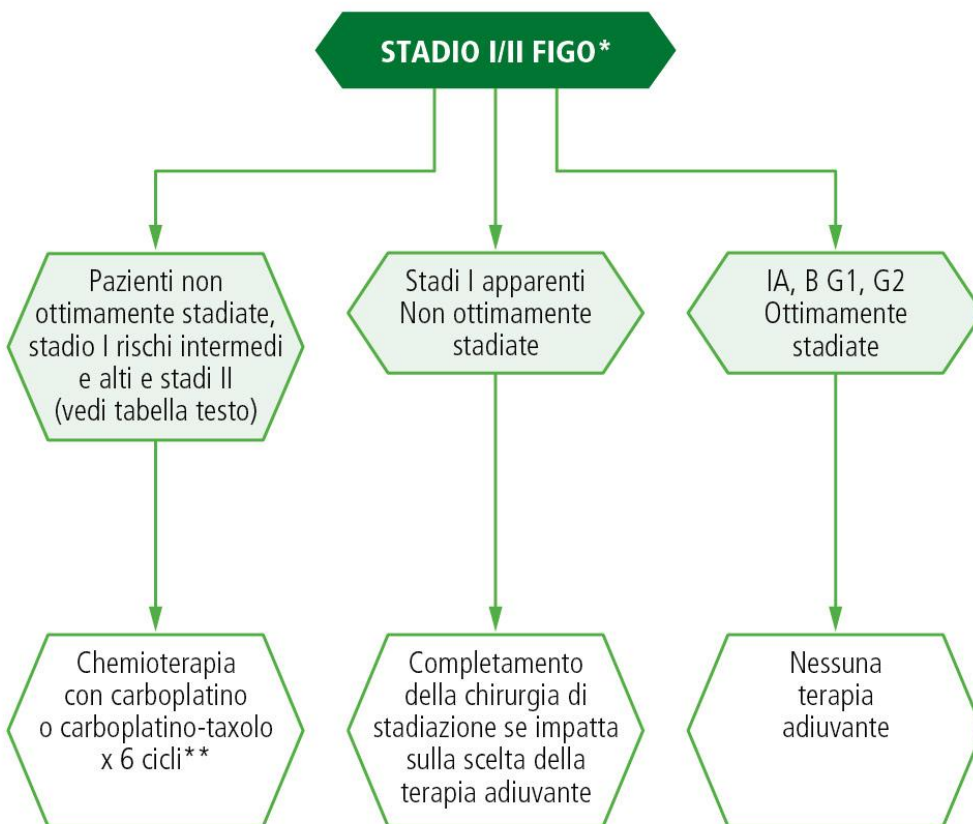 STADIO I/II FIGO*
Pazienti non
ottimamente stadiate,
stadio I rischi intermedi
e alti e stadi II
(vedi tabella testo)
Stadi I apparenti
Non ottimamente
stadiate
IA, B G1, G2
Ottimamente
stadiate
Chemioterapia
con carboplatino
o carboplatino-taxolo
x 6 cicli**
Completamento
della chirurgia di
stadiazione se impatta
sulla scelta della
terapia adiuvante
Nessuna
terapia
adiuvante